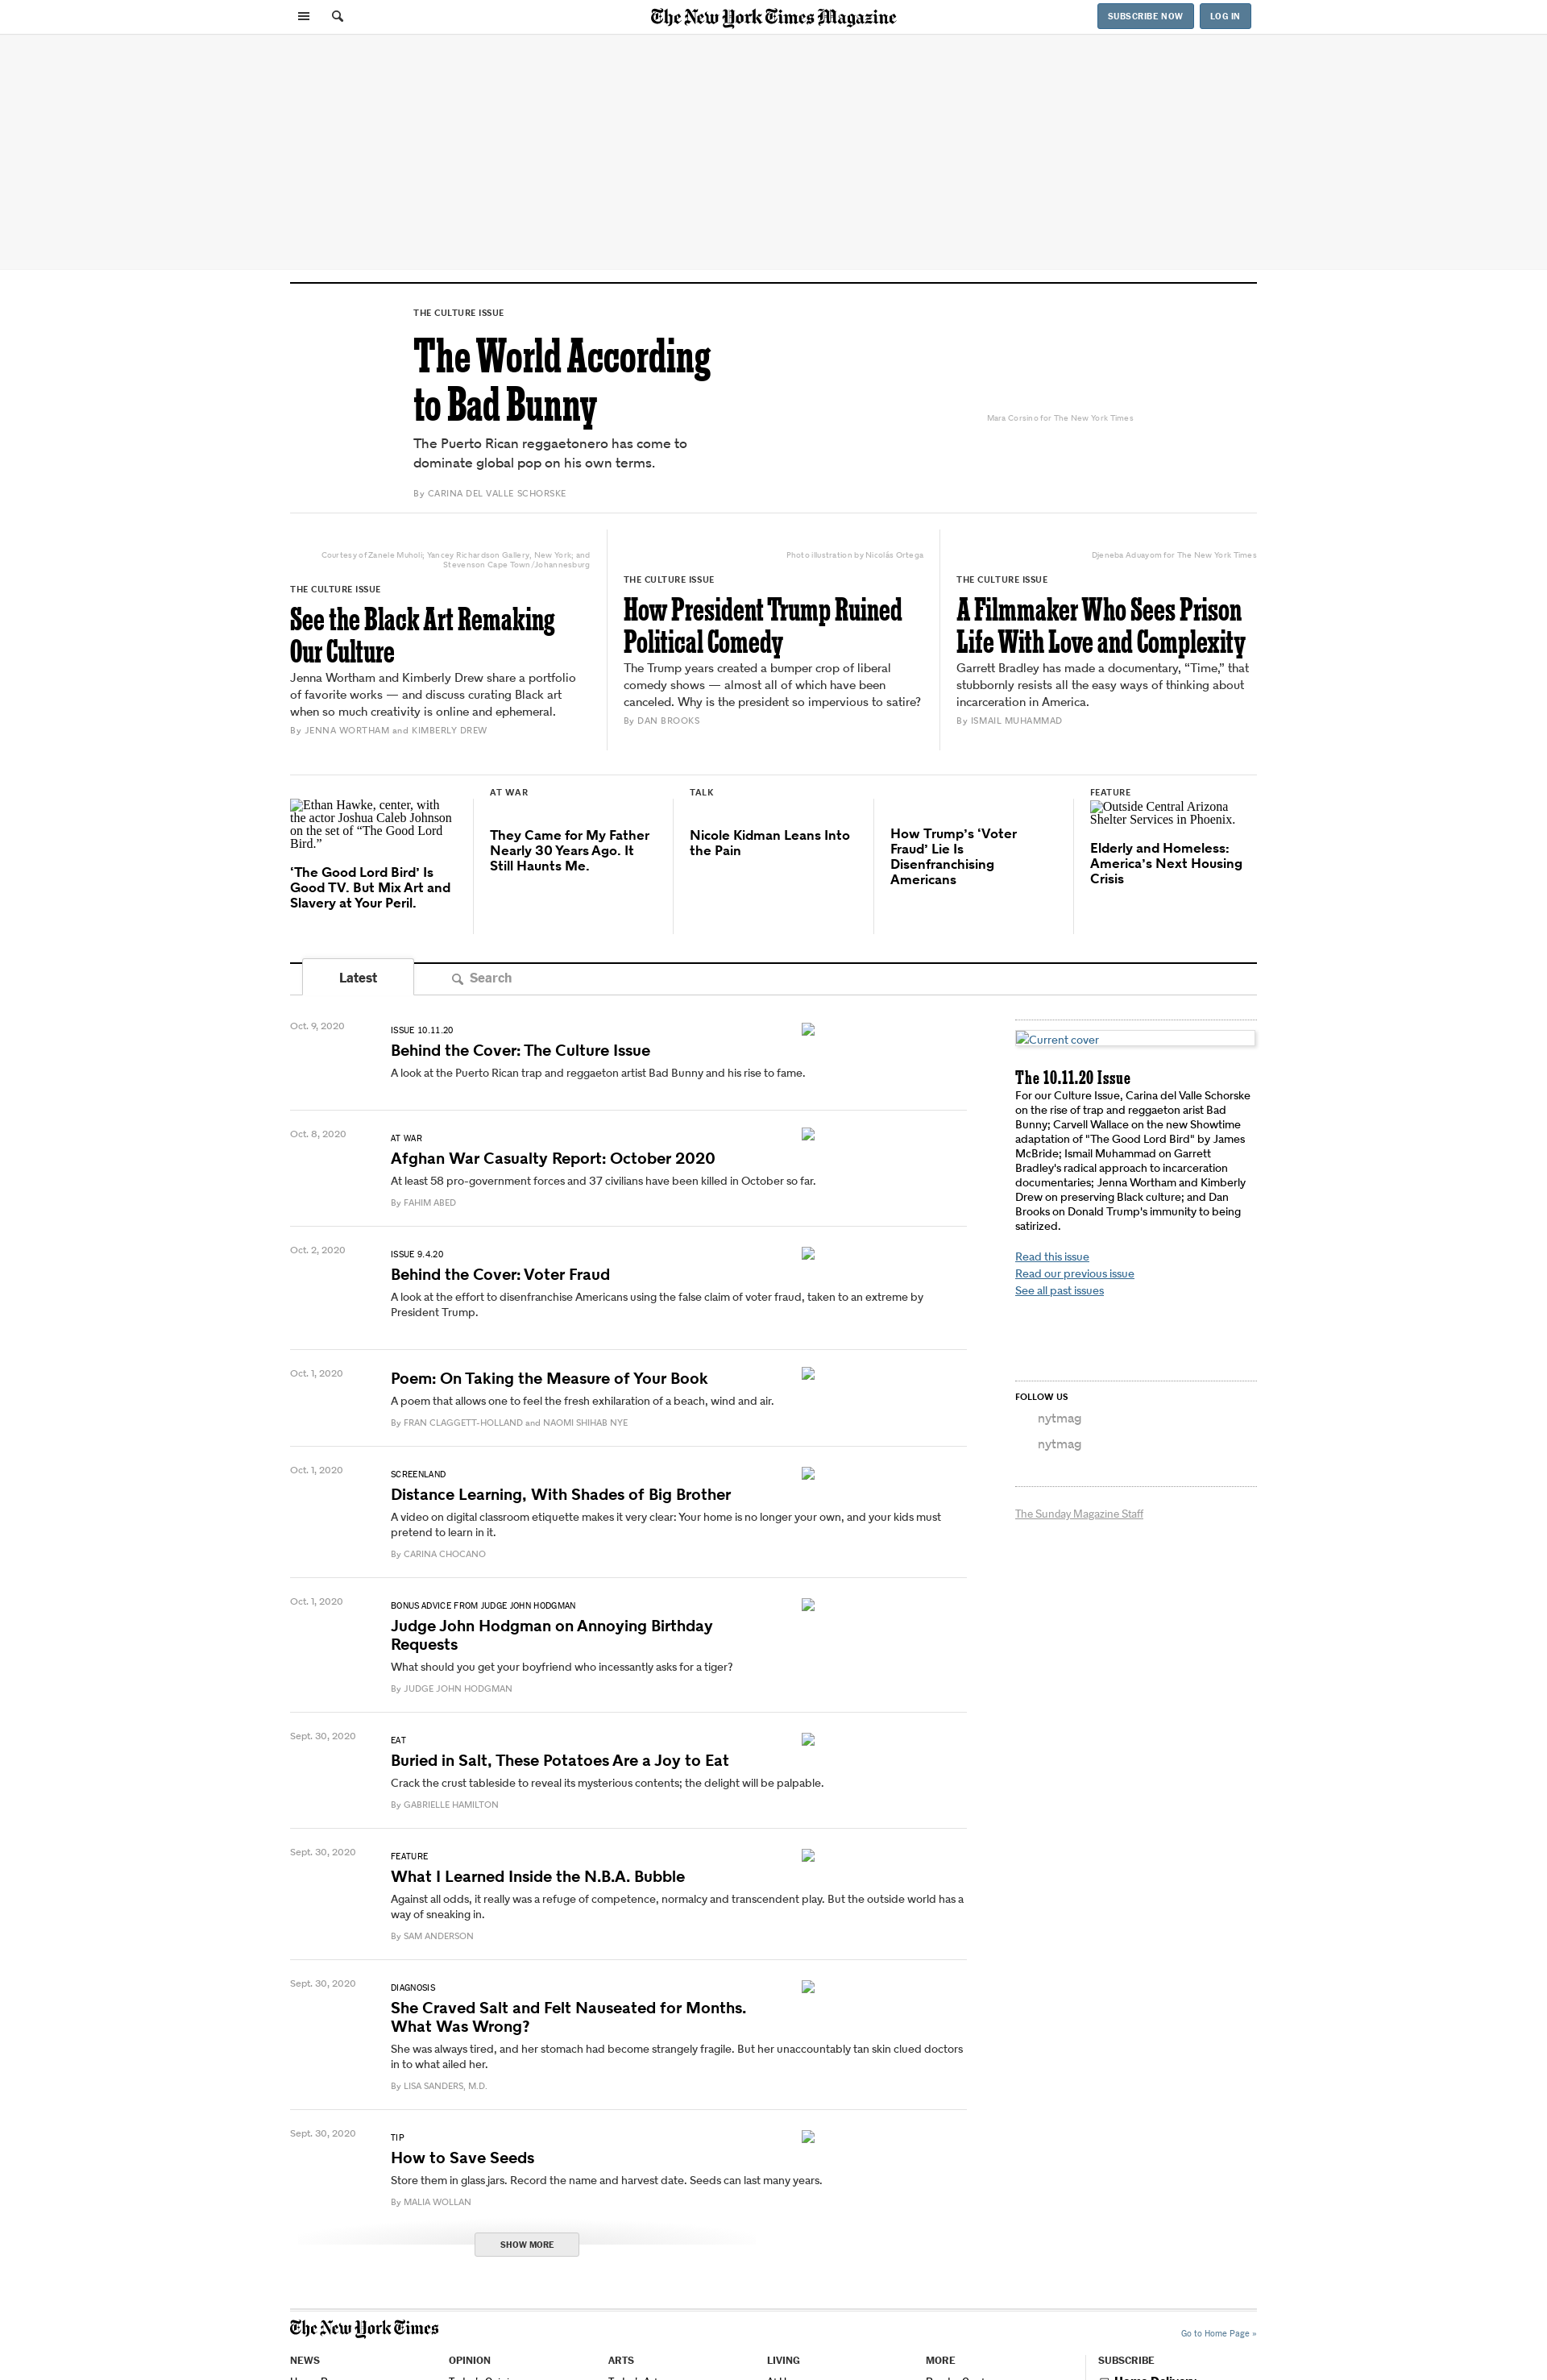 The New York Times Magazine
SUBSCRIBE NOW
LOG IN
THE CULTURE ISSUE
The World According
to Bad Bunny
The Puerto Rican reggaetonero has come to
dominate global pop on his own terms.
By CARINA DEL VALLE SCHORSKE
Mara Corsino for The New York Times
Courtesy of Zanele Muholi; Yancey Richardson Gallery, New York; and
Stevenson Cape Town/Johannesburg
THE CULTURE ISSUE
See the Black Art Remaking
Our Culture
Jenna Wortham and Kimberly Drew share a portfolio
of favorite works — and discuss curating Black art
when so much creativity is online and ephemeral.
By JENNA WORTHAM and KIMBERLY DREW
Photo illustration by Nicolás Ortega
THE CULTURE ISSUE
How President Trump Ruined
Political Comedy
The Trump years created a bumper crop of liberal
comedy shows — almost all of which have been
canceled. Why is the president so impervious to satire?
By DAN BROOKS
Djeneba Aduayom for The New York Times
THE CULTURE ISSUE
A Filmmaker Who Sees Prison
Life With Love and Complexity
Garrett Bradley has made a documentary, “Time,” that
stubbornly resists all the easy ways of thinking about
incarceration in America.
By ISMAIL MUHAMMAD
Ethan Hawke, center, with
the actor Joshua Caleb Johnson
on the set of “The Good Lord
Bird.”
‘The Good Lord Bird’ Is
Good TV. But Mix Art and
Slavery at Your Peril.
AT WAR
They Came for My Father
Nearly 30 Years Ago. It
Still Haunts Me.
TALK
Nicole Kidman Leans Into
the Pain
How Trump’s ‘Voter
Fraud’ Lie Is
Disenfranchising
Americans
FEATURE
Outside Central Arizona
Shelter Services in Phoenix.
Elderly and Homeless:
America’s Next Housing
Crisis
Latest
Search
Oct. 9, 2020
ISSUE 10.11.20
Behind the Cover: The Culture Issue
A look at the Puerto Rican trap and reggaeton artist Bad Bunny and his rise to fame.
Oct. 8, 2020
AT WAR
Afghan War Casualty Report: October 2020
At least 58 pro-government forces and 37 civilians have been killed in October so far.
By FAHIM ABED
Oct. 2, 2020
ISSUE 9.4.20
Behind the Cover: Voter Fraud
A look at the effort to disenfranchise Americans using the false claim of voter fraud, taken to an extreme by
President Trump.
Oct. 1, 2020
Poem: On Taking the Measure of Your Book
A poem that allows one to feel the fresh exhilaration of a beach, wind and air.
By FRAN CLAGGETT-HOLLAND and NAOMI SHIHAB NYE
Oct. 1, 2020
SCREENLAND
Distance Learning, With Shades of Big Brother
A video on digital classroom etiquette makes it very clear: Your home is no longer your own, and your kids must
pretend to learn in it.
By CARINA CHOCANO
Oct. 1, 2020
BONUS ADVICE FROM JUDGE JOHN HODGMAN
Judge John Hodgman on Annoying Birthday
Requests
What should you get your boyfriend who incessantly asks for a tiger?
By JUDGE JOHN HODGMAN
Sept. 30, 2020
EAT
Buried in Salt, These Potatoes Are a Joy to Eat
Crack the crust tableside to reveal its mysterious contents; the delight will be palpable.
By GABRIELLE HAMILTON
Sept. 30, 2020
FEATURE
What I Learned Inside the N.B.A. Bubble
Against all odds, it really was a refuge of competence, normalcy and transcendent play. But the outside world has a
way of sneaking in.
By SAM ANDERSON
Sept. 30, 2020
DIAGNOSIS
She Craved Salt and Felt Nauseated for Months.
What Was Wrong?
She was always tired, and her stomach had become strangely fragile. But her unaccountably tan skin clued doctors
in to what ailed her.
By LISA SANDERS, M.D.
Sept. 30, 2020
TIP
How to Save Seeds
Store them in glass jars. Record the name and harvest date. Seeds can last many years.
By MALIA WOLLAN
SHOW MORE
Current cover
The 10.11.20 Issue
For our Culture Issue, Carina del Valle Schorske
on the rise of trap and reggaeton arist Bad
Bunny; Carvell Wallace on the new Showtime
adaptation of "The Good Lord Bird" by James
McBride; Ismail Muhammad on Garrett
Bradley's radical approach to incarceration
documentaries; Jenna Wortham and Kimberly
Drew on preserving Black culture; and Dan
Brooks on Donald Trump's immunity to being
satirized.
Read this issue
Read our previous issue
See all past issues
FOLLOW US
nytmag
nytmag
The Sunday Magazine Staff
The New York Times
Go to Home Page »
NEWS
OPINION
ARTS
LIVING
MORE
SUBSCRIBE